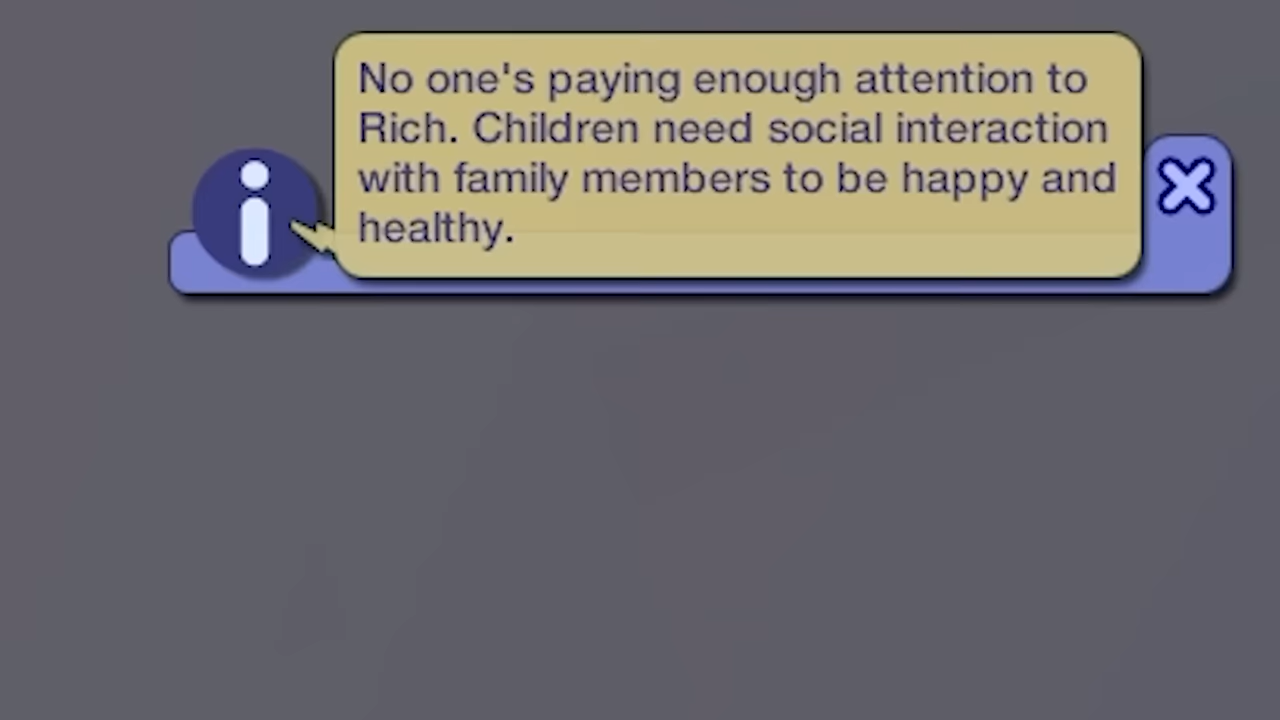 No one's paying enough attention to
Rich. Children need social interaction
with family members to be happy and
healthy.